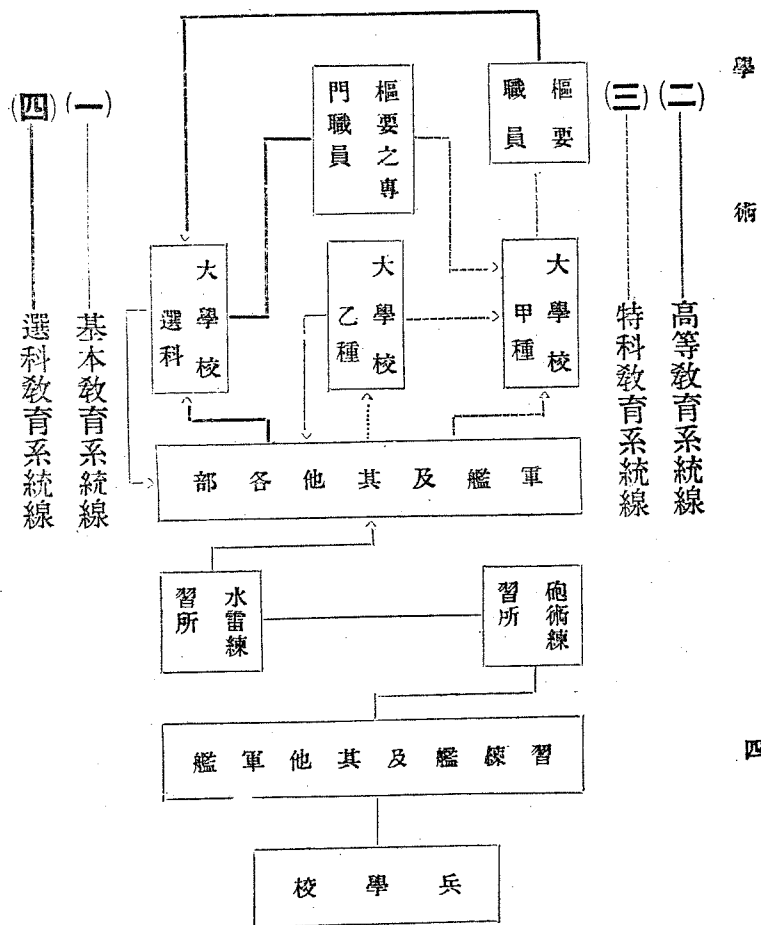 學術
四
(二)高等敎育系統線
(三)特科敎育系統線
樞要
職員
樞要之專
門職員
大學校
甲種
大學校
乙種
大學校
選科
軍艦及其他各部
砲術練
習所
水雷練
習所
習練艦及其他軍艦
兵學校
(一)基本敎育系統線
(四)選科敎育系統線